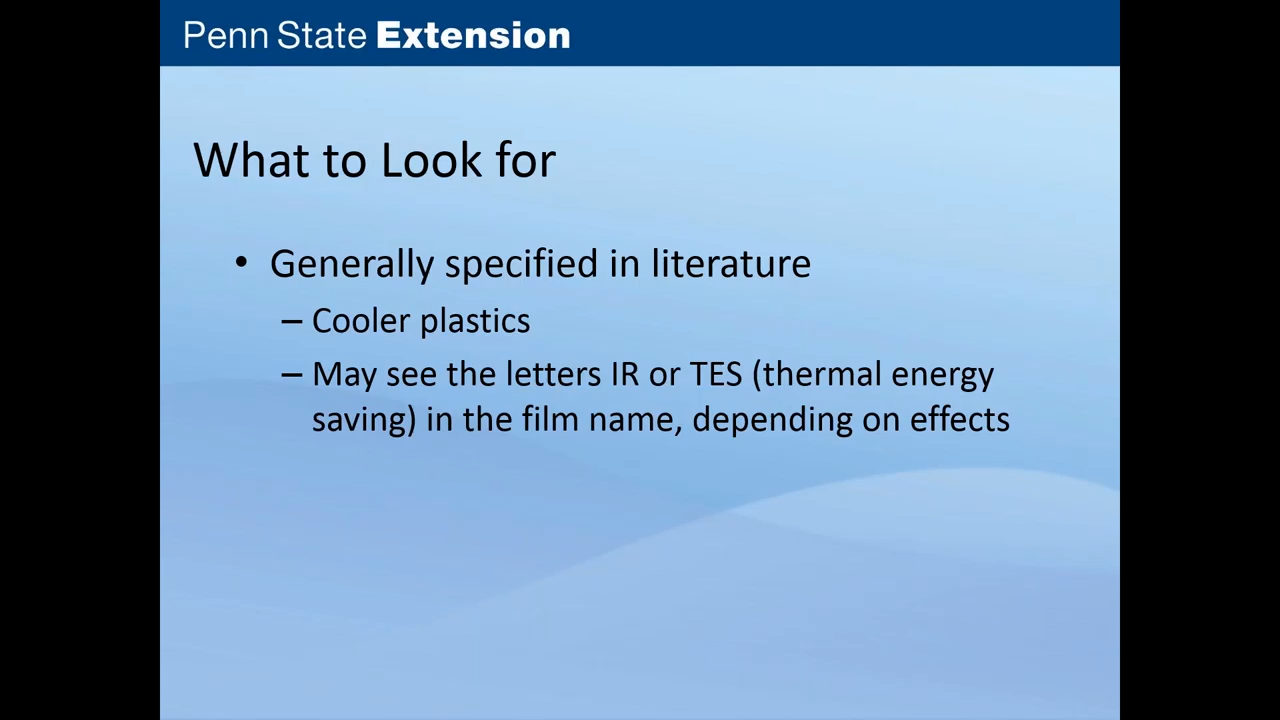 Penn State Extension
What to Look for
• Generally specified in literature
– Cooler plastics
– May see the letters IR or TES (thermal energy
saving) in the film name, depending on effects